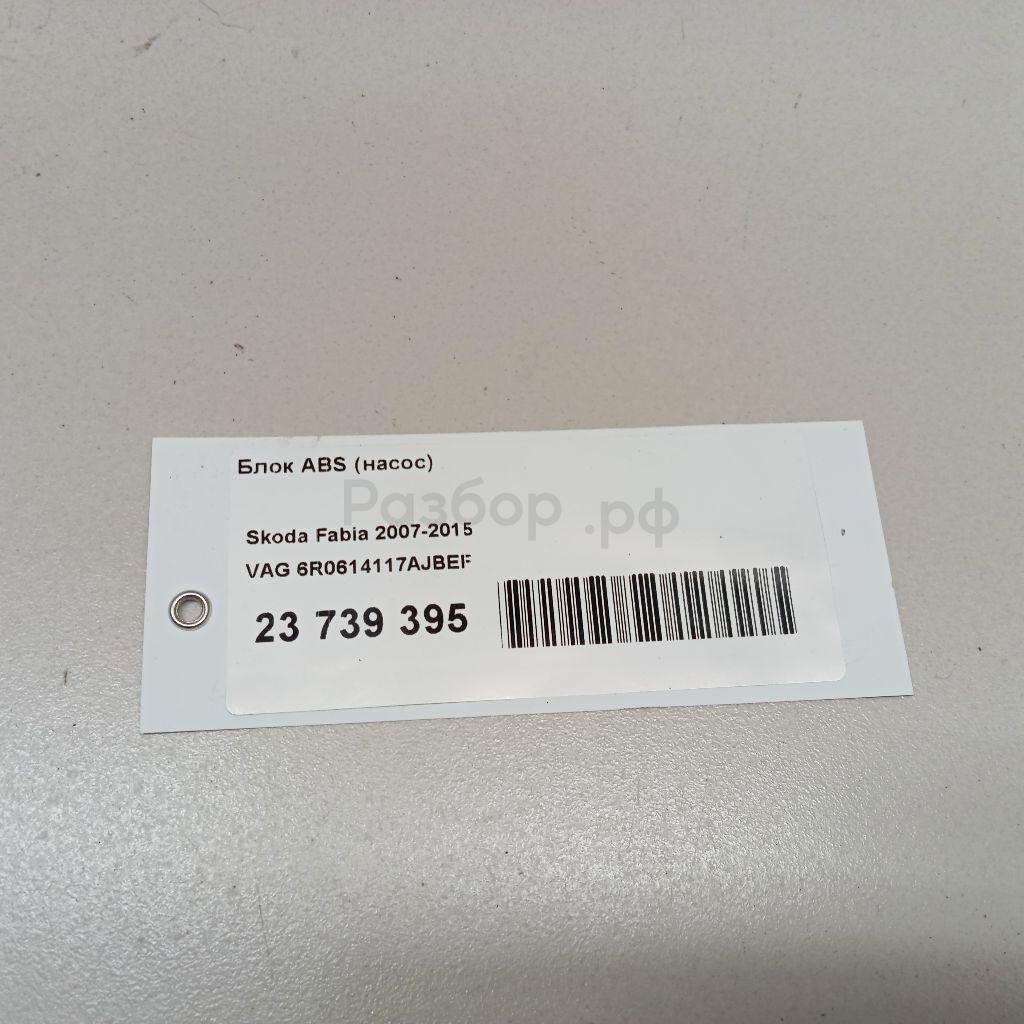 Блок ABS (насос)
Разбор.рф
Skoda Fabia 2007-2015
VAG 6R0614117AJBEF
23 739 395